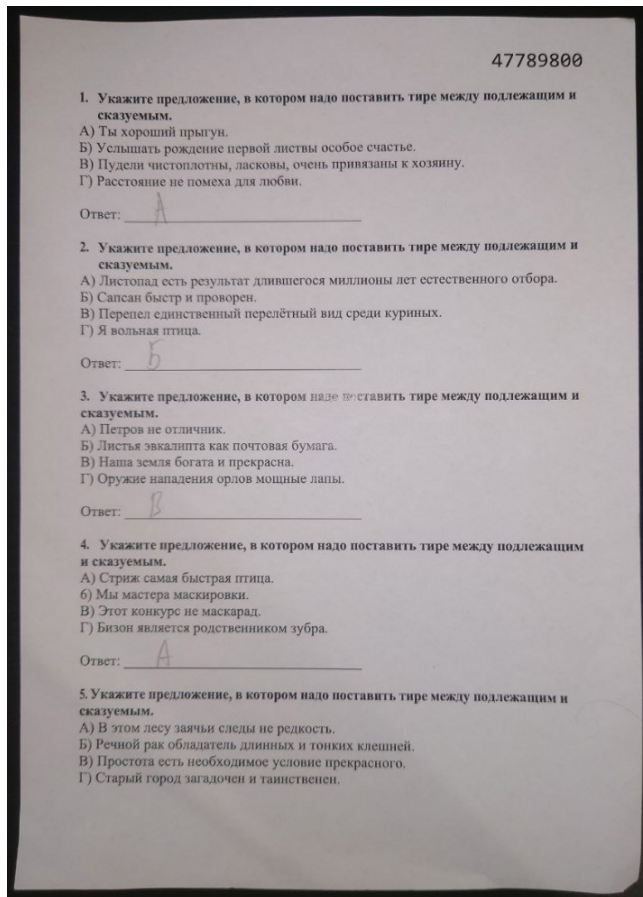 47789800
1. Укажите предложение, в котором надо поставить тире между подлежащим и
сказуемым.
А) Ты хороший прыгун.
Б) Услышать рождение первой листвы особое счастье.
В) Пудели чистоплотны, ласковы, очень привязаны к хозяину.
Г) Расстояние не помеха для любви.
Ответ: А
2. Укажите предложение, в котором надо поставить тире между подлежащим и
сказуемым.
А) Листопад есть результат длившегося миллионы лет естественного отбора.
Б) Сапсан быстр и проворен.
В) Перепел единственный перелётный вид среди куриных.
Г) Я вольная птица.
Ответ: Б
3. Укажите предложение, в котором надо поставить тире между подлежащим и
сказуемым.
А) Петров не отличник.
Б) Листья эвкалипта как почтовая бумага.
В) Наша земля богата и прекрасна.
Г) Оружие нападения орлов мощные лапы.
Ответ: В
4. Укажите предложение, в котором надо поставить тире между подлежащим
и сказуемым.
А) Стриж самая быстрая птица.
6) Мы мастера маскировки.
В) Этот конкурс не маскарад.
Г) Бизон является родственником зубра.
Ответ: А
5. Укажите предложение, в котором надо поставить тире между подлежащим и
сказуемым.
А) В этом лесу заячьи следы не редкость.
Б) Речной рак обладатель длинных и тонких клешней.
В) Простота есть необходимое условие прекрасного.
Г) Старый город загадочен и таинственен.